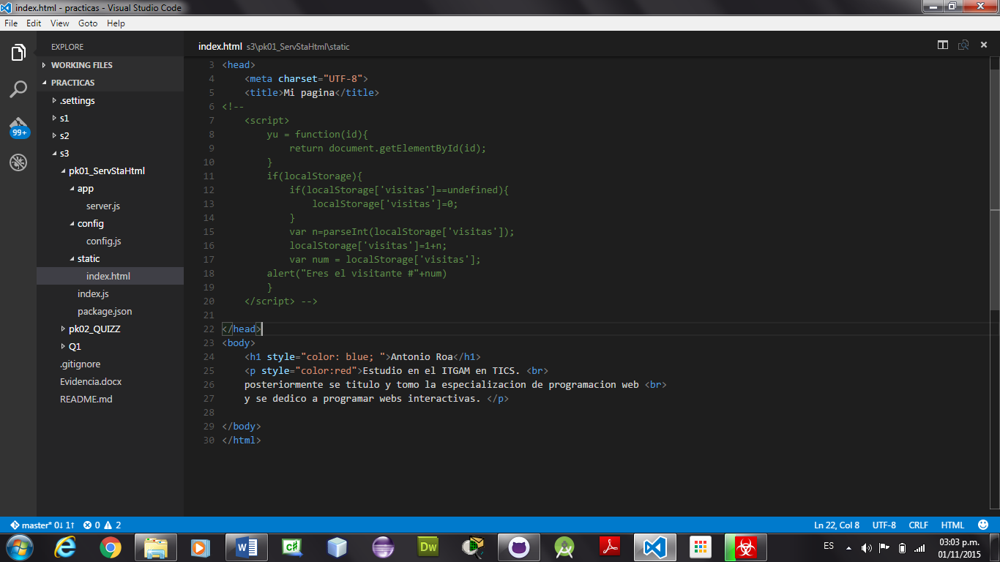 index.html - practicas - Visual Studio Code
File Edit View Goto Help
EXPLORE
WORKING FILES
PRACTICAS
.settings
s1
s2
s3
pk01_ServStaHtml
app
server.js
config
config.js
static
index.html
index.js
package.json
pk02_QUIZZ
Q1
.gitignore
Evidencia.docx
README.md
99+
index.html s3\pk01_ServStaHtml\static
3 <head>
4 <meta charset="UTF-8">
5 <title>Mi pagina</title>
6 <!--
7 <script>
8 yu = function(id){
9 return document.getElementById(id);
10 }
11 if(localStorage){
12 if(localStorage['visitas']==undefined){
13 localStorage['visitas']=0;
14 }
15 var n=parseInt(localStorage['visitas']);
16 localStorage['visitas']=1+n;
17 var num = localStorage['visitas'];
18 alert("Eres el visitante #"+num)
19 }
20 </script> -->
21
22 </head>
23 <body>
24 <h1 style="color: blue; ">Antonio Roa</h1>
25 <p style="color:red">Estudio en el ITGAM en TICS. <br>
26 posteriormente se titulo y tomo la especializacion de programacion web <br>
27 y se dedico a programar webs interactivas. </p>
28
29 </body>
30 </html>
master* 0↓ 1↑ 0 2
Ln 22, Col 8 UTF-8 CRLF HTML
W
C#
Dw
ES
03:03 p.m.
01/11/2015